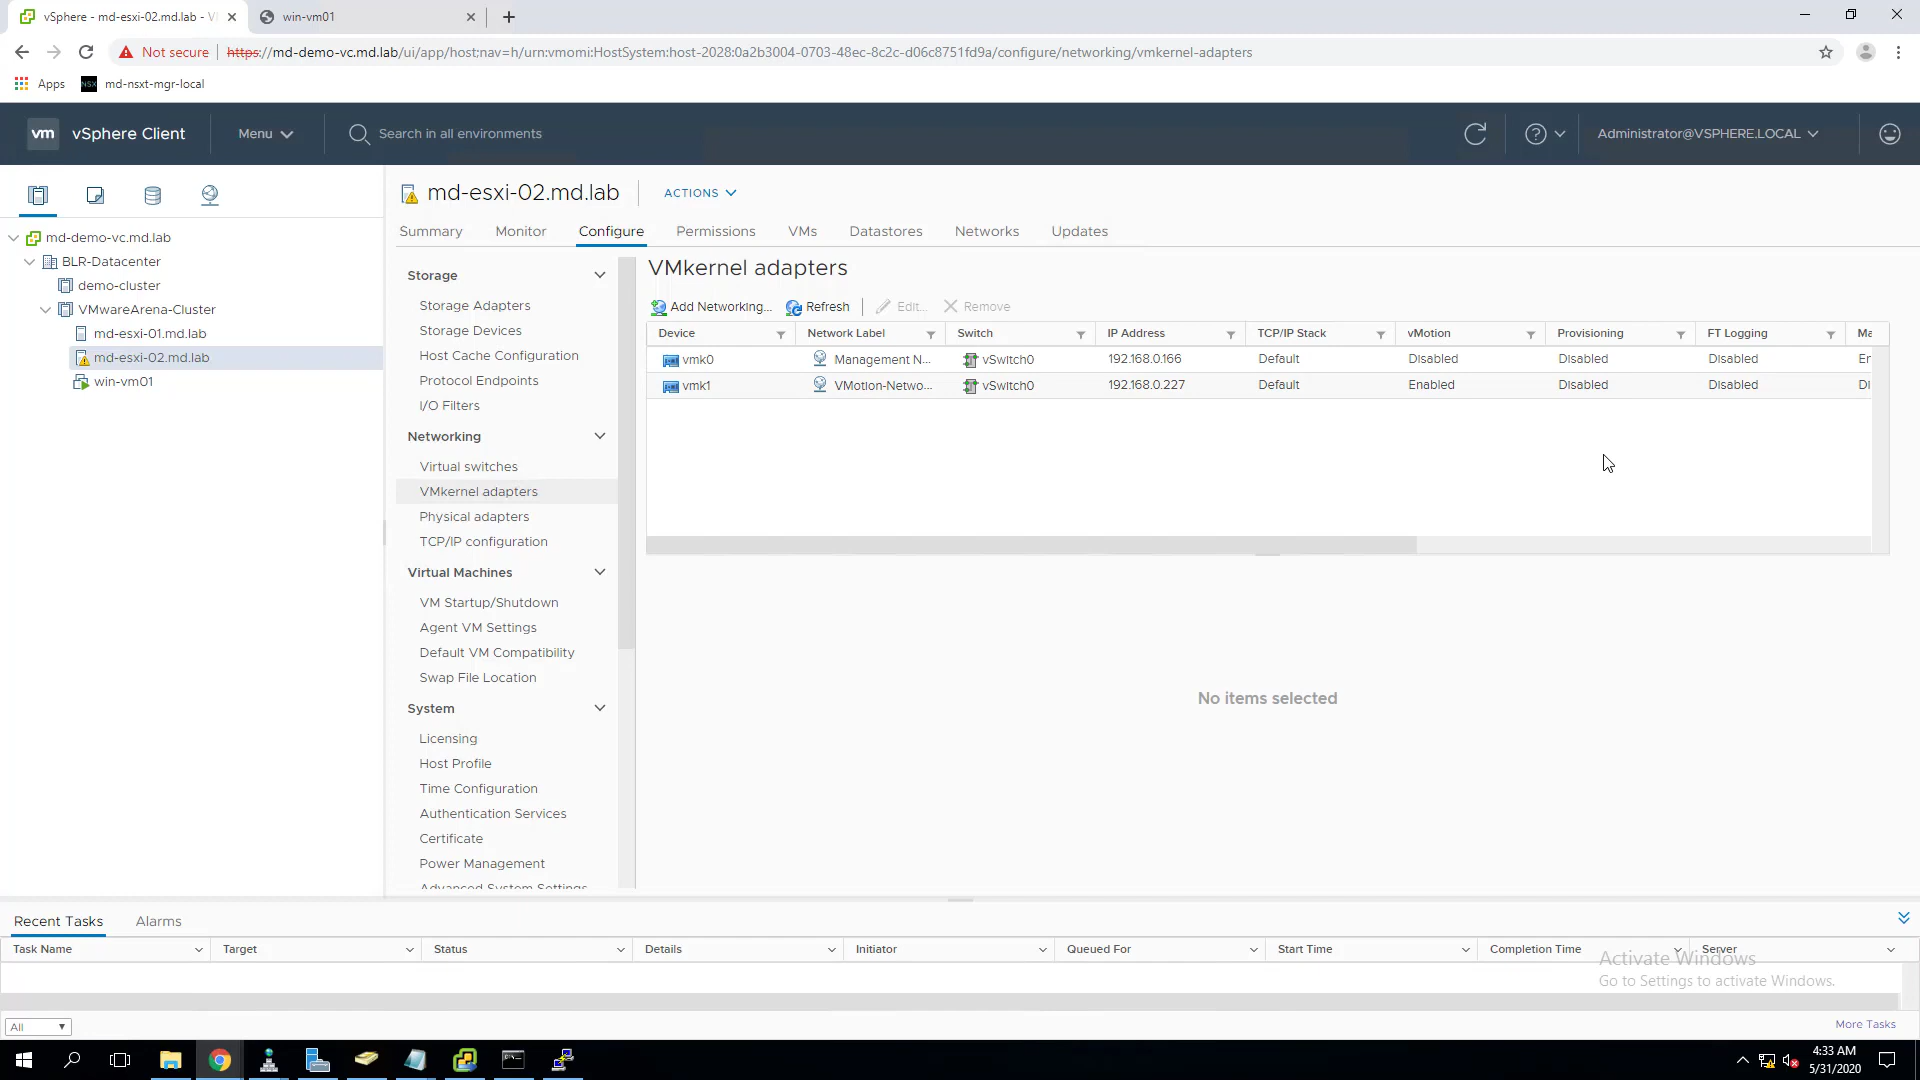 vSphere - md-esxi-02.md.lab - V
win-vm01
Not secure
https://md-demo-vc.md.lab/ui/app/host;nav=h/urn:vmomi:HostSystem:host-2028:0a2b3004-0703-48ec-8c2c-d06c8751fd9a/configure/networking/vmkernel-adapters
Apps
NSX
md-nsxt-mgr-local
vm
vSphere Client
Menu
Search in all environments
Administrator@VSPHERE.LOCAL
md-demo-vc.md.lab
BLR-Datacenter
demo-cluster
VMwareArena-Cluster
md-esxi-01.md.lab
md-esxi-02.md.lab
win-vm01
md-esxi-02.md.lab
ACTIONS
Summary Monitor Configure Permissions VMs Datastores Networks Updates
Storage
Storage Adapters
Storage Devices
Host Cache Configuration
Protocol Endpoints
I/O Filters
Networking
Virtual switches
VMkernel adapters
Physical adapters
TCP/IP configuration
Virtual Machines
VM Startup/Shutdown
Agent VM Settings
Default VM Compatibility
Swap File Location
System
Licensing
Host Profile
Time Configuration
Authentication Services
Certificate
Power Management
Advanced System Settings
VMkernel adapters
Add Networking... Refresh Edit... Remove
Device Network Label Switch IP Address TCP/IP Stack vMotion Provisioning FT Logging Ma
vmk0 Management N... vSwitch0 192.168.0.166 Default Disabled Disabled Disabled Er
vmk1 VMotion-Netwo... vSwitch0 192.168.0.227 Default Enabled Disabled Disabled Di
No items selected
Recent Tasks Alarms
Task Name Target Status Details Initiator Queued For Start Time Completion Time Server
Activate Windows
Go to Settings to activate Windows.
All
More Tasks
4:33 AM
5/31/2020